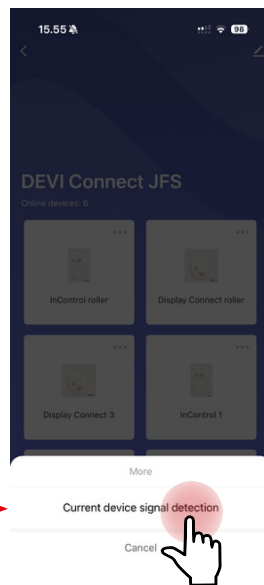 15.55
98
DEVI Connect JFS
Online devices: 6
InControl roller
Display Connect roller
Display Connect 3
InControl 1
More
Current device signal detection
Cancel